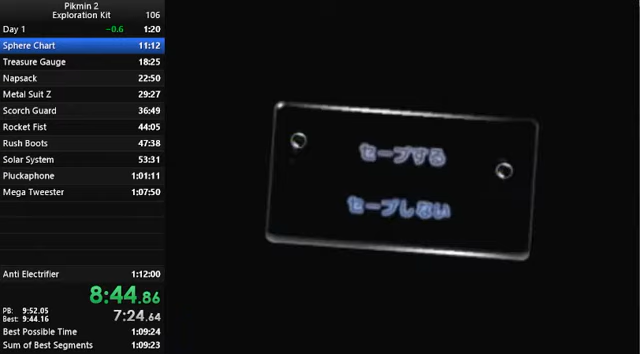 Pikmin 2
Exploration Kit 106
Day 1 -0.6 1:20
Sphere Chart 11:12
Treasure Gauge 18:25
Napsack 22:50
Metal Suit Z 29:27
Scorch Guard 36:49
Rocket Fist 44:05
Rush Boots 47:38
Solar System 53:31
Pluckaphone 1:01:11
Mega Tweester 1:07:50
Anti Electrifier 1:12:00
8:44.86
PB: 9:52.05
Best: 9:44.16
7:24.64
Best Possible Time 1:09:24
Sum of Best Segments 1:09:23
セーブする
セーブしない